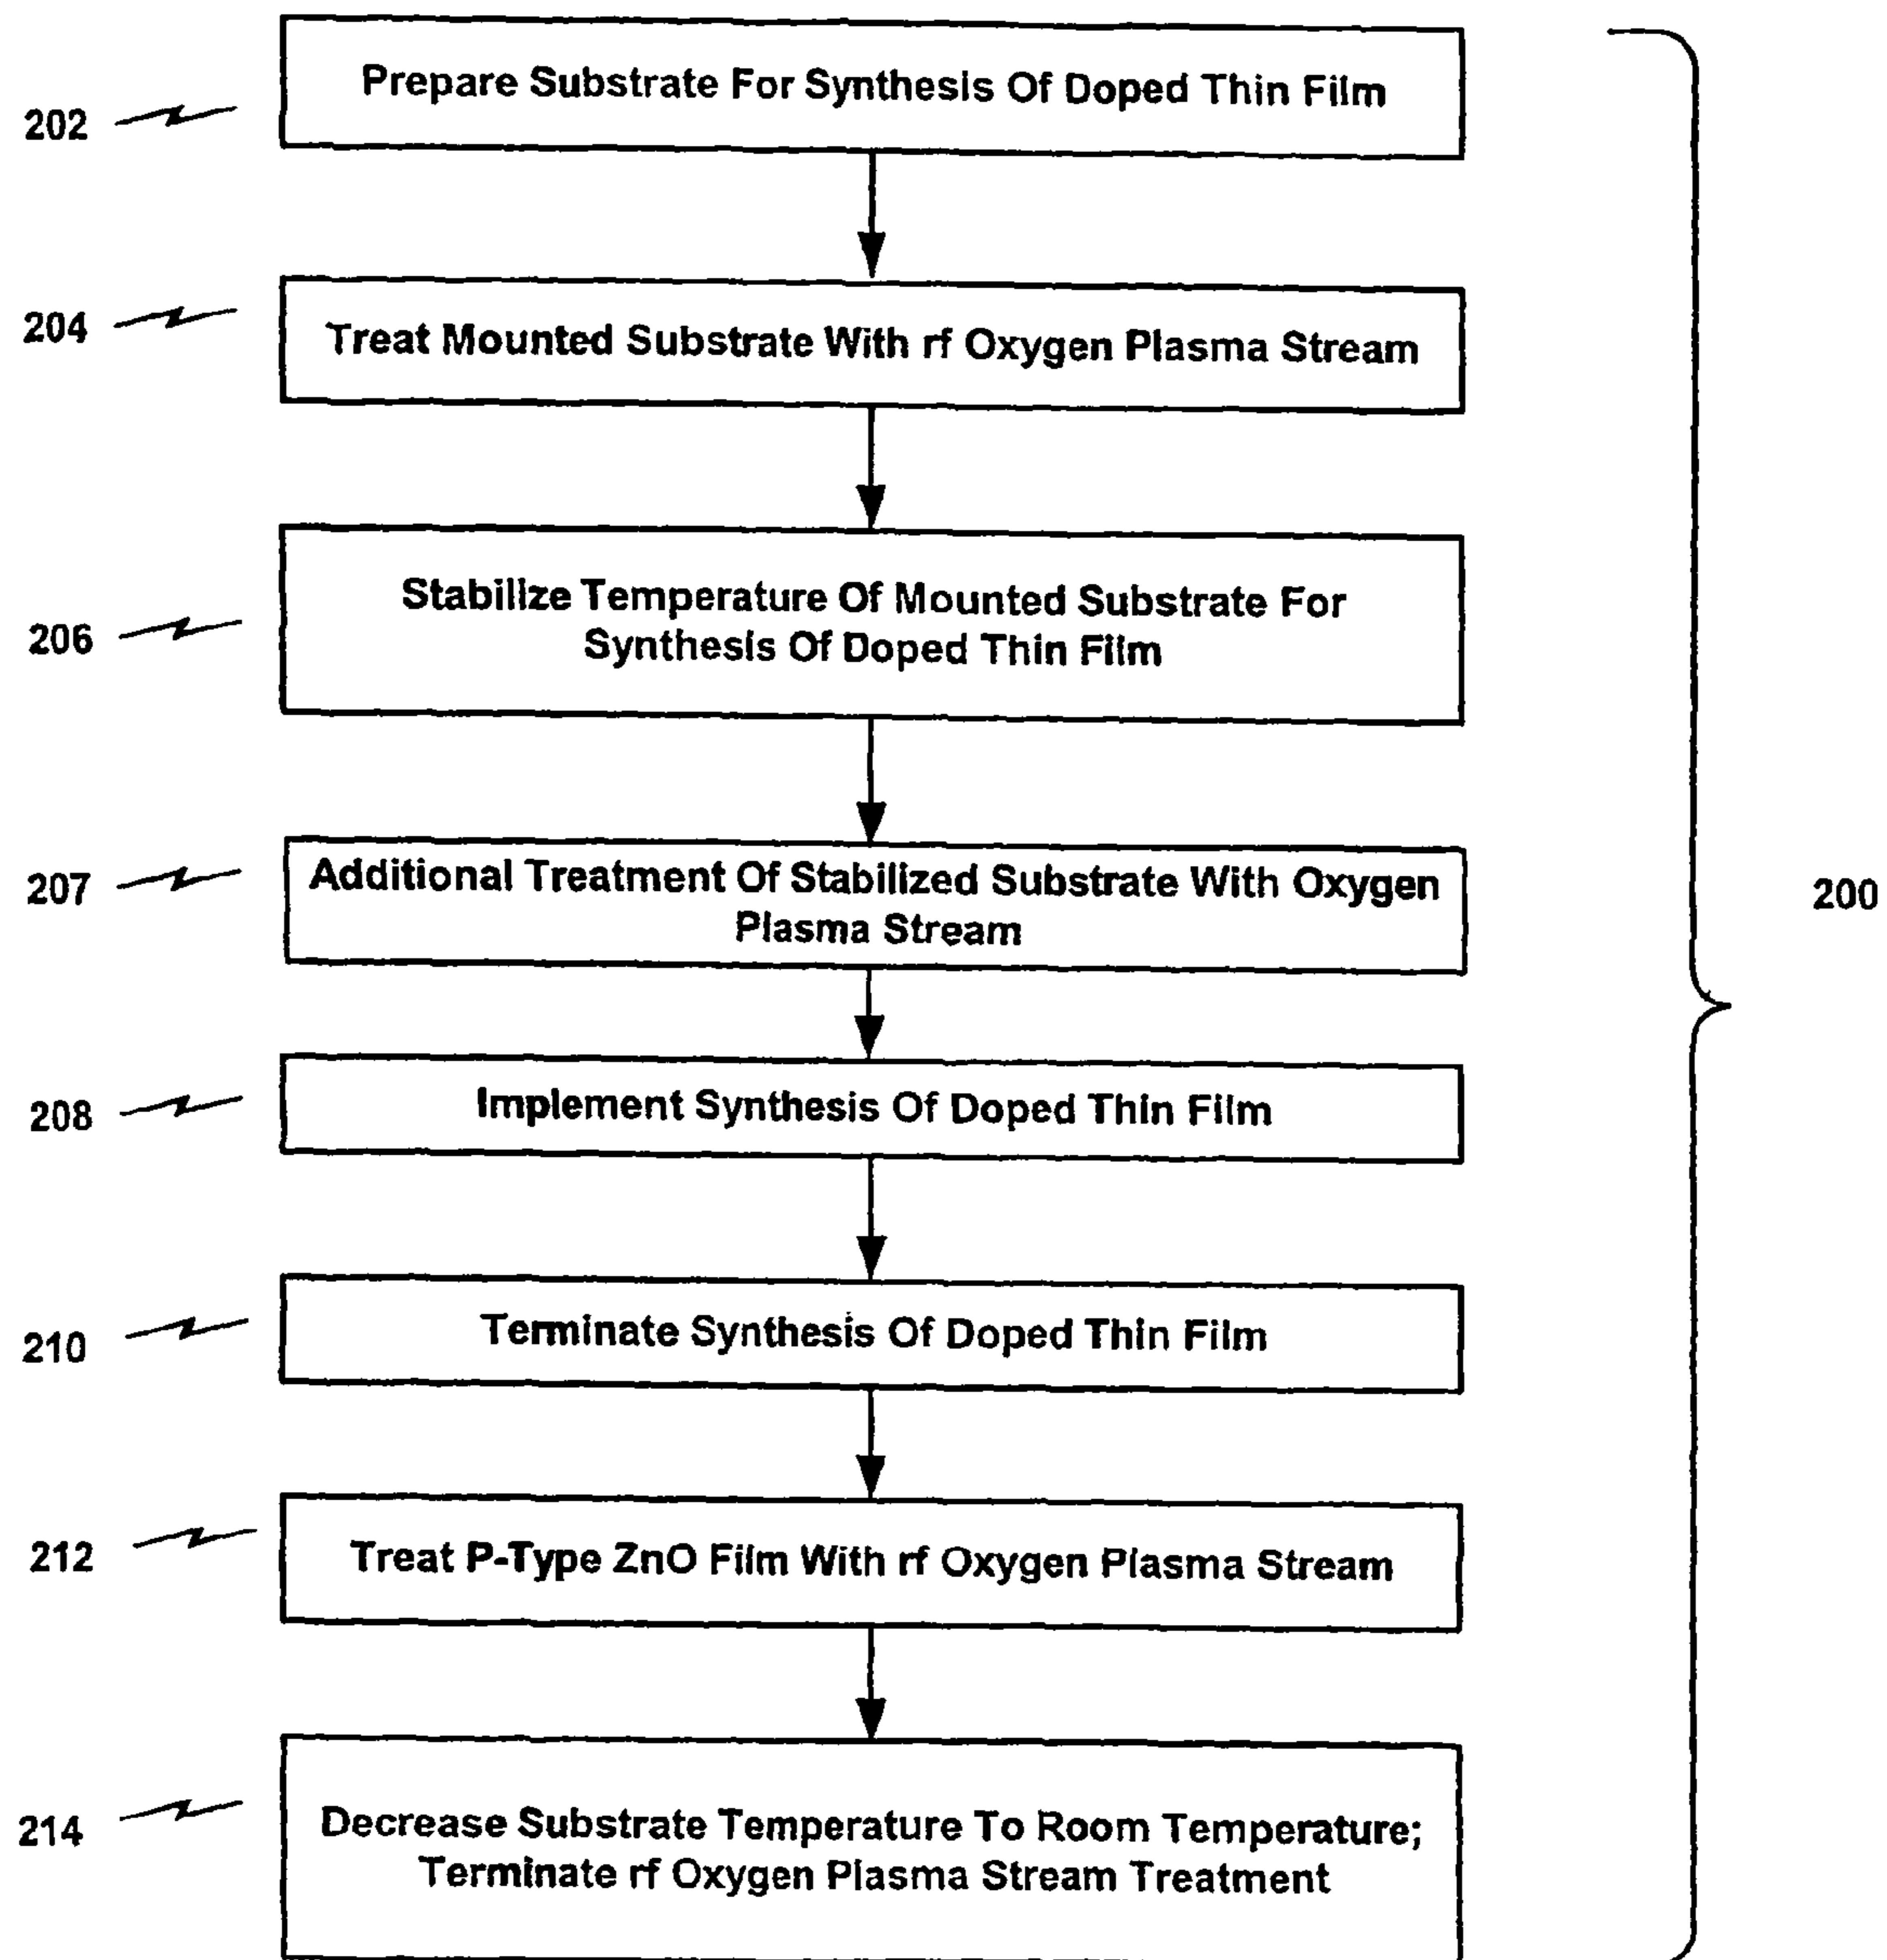 Prepare Substrate For Synthesis Of Doped Thin Film
202
204
Treat Mounted Substrate With rf Oxygen Plasma Stream
Stabilize Temperature Of Mounted Substrate For
Synthesis Of Doped Thin Film
206
207
Additional Treatment Of Stabilized Substrate With Oxygen
Plasma Stream
200
208
Implement Synthesis Of Doped Thin Film
210
Terminate Synthesis Of Doped Thin Film
212
Treat P-Type ZnO Film With rf Oxygen Plasma Stream
214
Decrease Substrate Temperature To Room Temperature;
Terminate rf Oxygen Plasma Stream Treatment